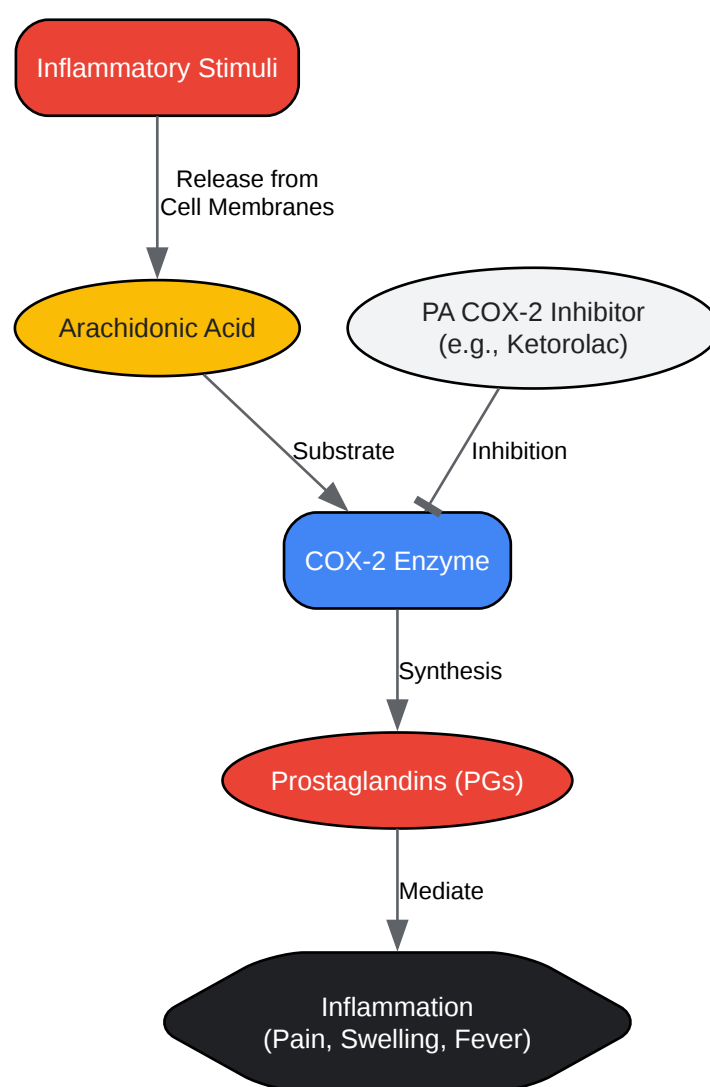 Inflammatory Stimuli
Release from
Cell Membranes
Arachidonic Acid
PA COX-2 Inhibitor
(e.g., Ketorolac)
Substrate
Inhibition
COX-2 Enzyme
Synthesis
Prostaglandins (PGs)
Mediate
Inflammation
(Pain, Swelling, Fever)